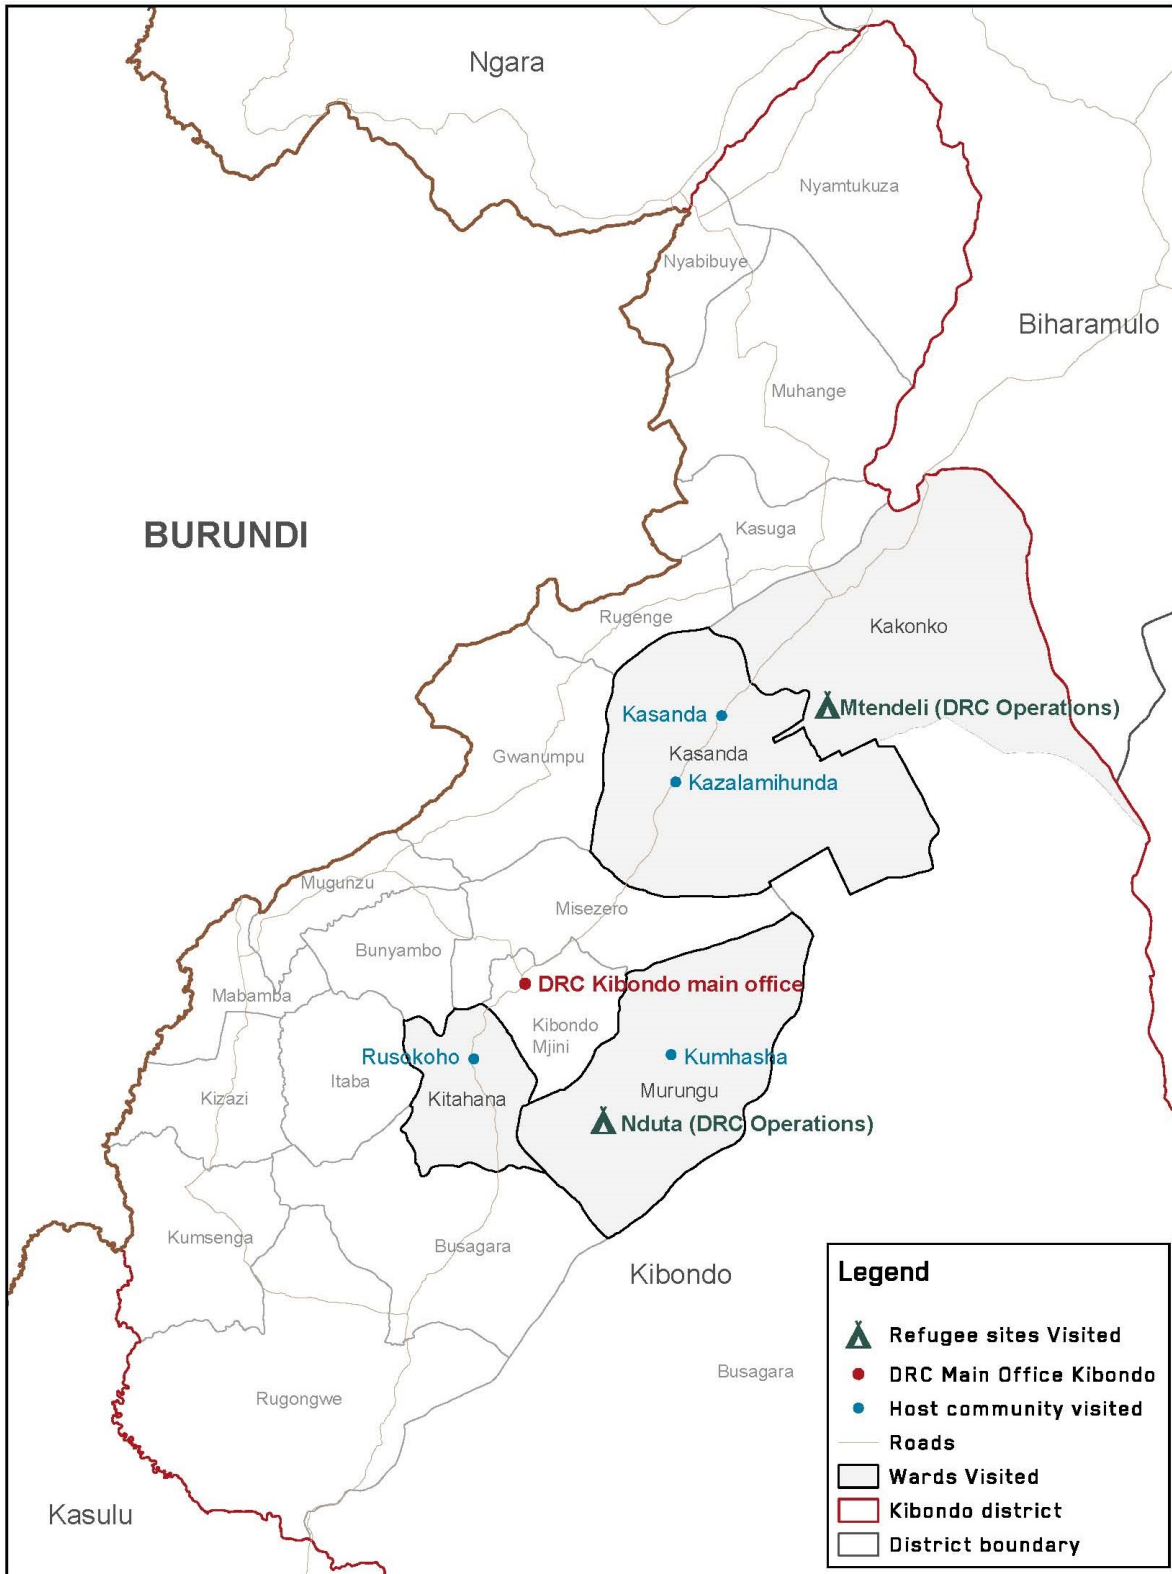 Ngara
Nyamtukuza
Nyabibuye
Biharamulo
Muhange
BURUNDI
Kasuga
Rugenge
Kakonko
Kasanda
Mtendeli (DRC Operations)
Kasanda
Gwanumpu
Kazalamihunda
Mugunzu
Misezero
Bunyambo
DRC Kibondo main office
Mabamba
Kibondo
Mjini
Rusokoho
Kumhasha
Itaba
Murungu
Kizazi
Kitahana
Nduta (DRC Operations)
Kumsenga
Busagara
Kibondo
Busagara
Rugongwe
Kasulu
Legend
Refugee sites Visited
DRC Main Office Kibondo
Host community visited
Roads
Wards Visited
Kibondo district
District boundary